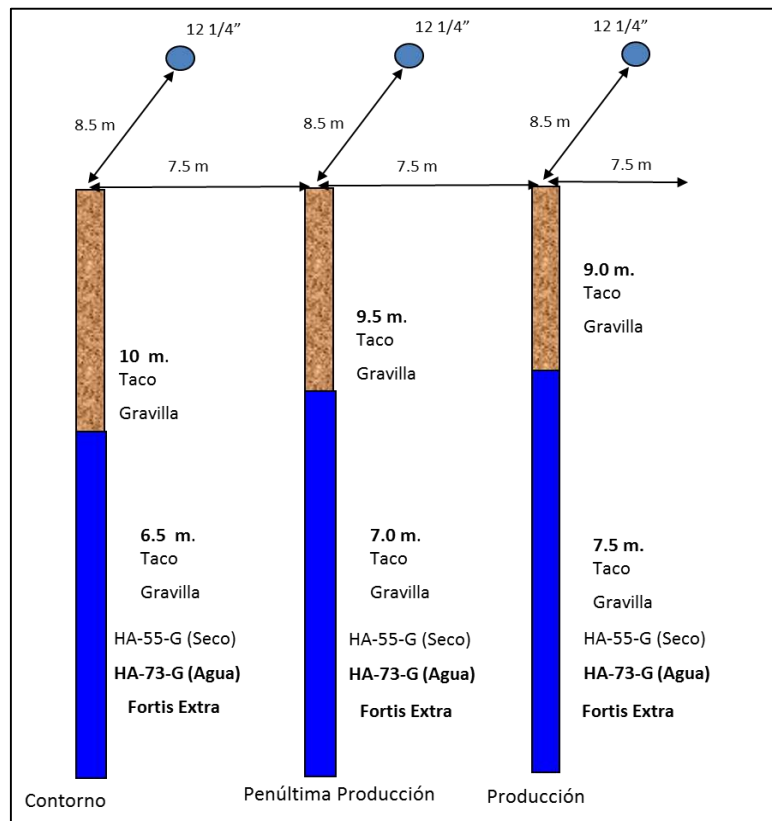 12 1/4”
12 1/4”
12 1/4”
8.5 m
8.5 m
8.5 m
7.5 m
7.5 m
7.5 m
10 m.
Taco
Gravilla
9.5 m.
Taco
Gravilla
9.0 m.
Taco
Gravilla
6.5 m.
Taco
Gravilla
HA-55-G (Seco)
HA-73-G (Agua)
Fortis Extra
7.0 m.
Taco
Gravilla
HA-55-G (Seco)
HA-73-G (Agua)
Fortis Extra
7.5 m.
Taco
Gravilla
HA-55-G (Seco)
HA-73-G (Agua)
Fortis Extra
Contorno
Penúltima Producción
Producción